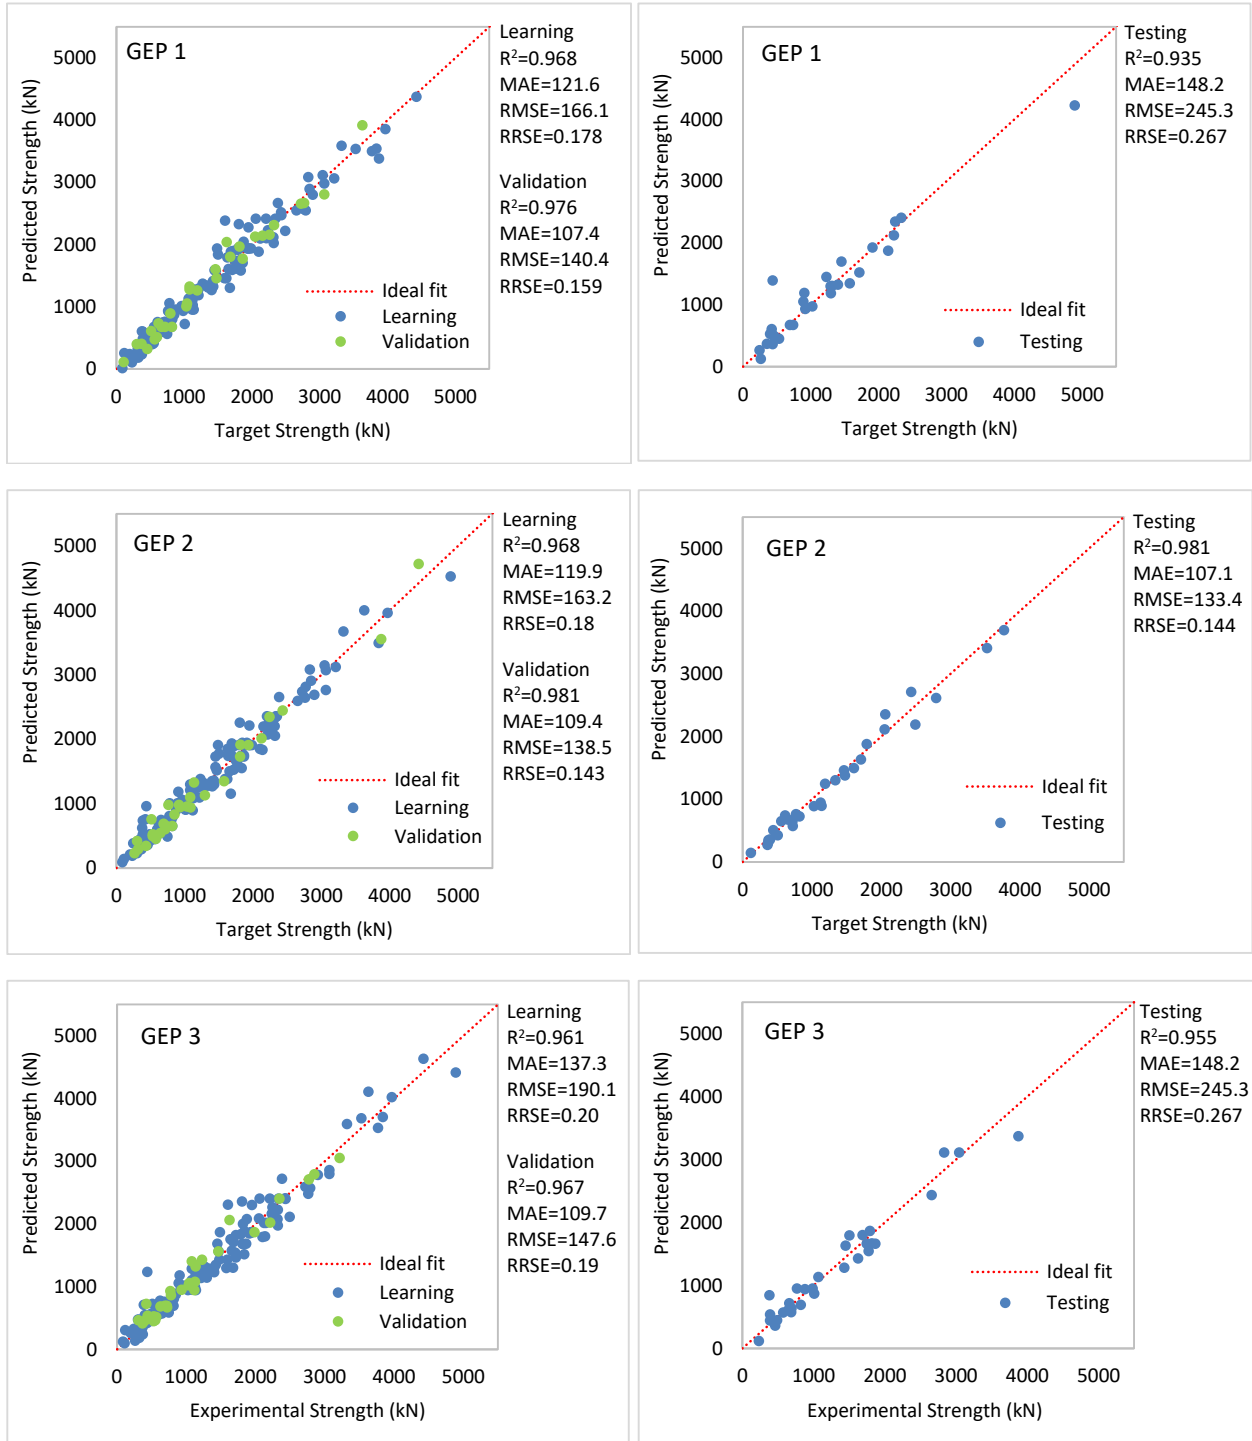 GEP 1
Predicted Strength (kN)
5000
4000
3000
2000
1000
0
0 1000 2000 3000 4000 5000
Target Strength (kN)
Ideal fit
Learning
Validation
Learning
R²=0.968
MAE=121.6
RMSE=166.1
RRSE=0.178
Validation
R²=0.976
MAE=107.4
RMSE=140.4
RRSE=0.159
GEP 1
Predicted Strength (kN)
5000
4000
3000
2000
1000
0
0 1000 2000 3000 4000 5000
Target Strength (kN)
Ideal fit
Testing
Testing
R²=0.935
MAE=148.2
RMSE=245.3
RRSE=0.267
GEP 2
Predicted Strength (kN)
5000
4000
3000
2000
1000
0
0 1000 2000 3000 4000 5000
Target Strength (kN)
Ideal fit
Learning
Validation
Learning
R²=0.968
MAE=119.9
RMSE=163.2
RRSE=0.18
Validation
R²=0.981
MAE=109.4
RMSE=138.5
RRSE=0.143
GEP 2
Predicted Strength (kN)
5000
4000
3000
2000
1000
0
0 1000 2000 3000 4000 5000
Target Strength (kN)
Ideal fit
Testing
Testing
R²=0.981
MAE=107.1
RMSE=133.4
RRSE=0.144
GEP 3
Predicted Strength (kN)
5000
4000
3000
2000
1000
0
0 1000 2000 3000 4000 5000
Experimental Strength (kN)
Ideal fit
Learning
Validation
Learning
R²=0.961
MAE=137.3
RMSE=190.1
RRSE=0.20
Validation
R²=0.967
MAE=109.7
RMSE=147.6
RRSE=0.19
GEP 3
Predicted Strength (kN)
5000
4000
3000
2000
1000
0
0 1000 2000 3000 4000 5000
Experimental Strength (kN)
Ideal fit
Testing
Testing
R²=0.955
MAE=148.2
RMSE=245.3
RRSE=0.267